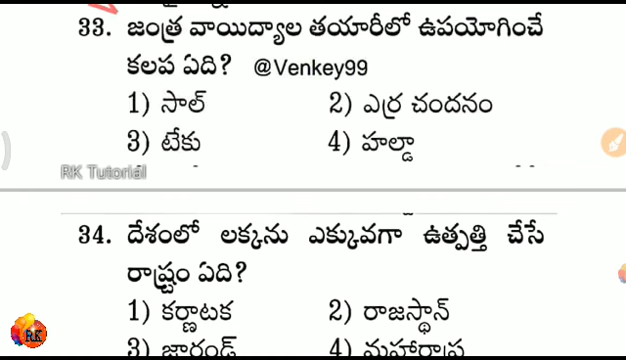 33. జంత్ర వాయిద్యాల తయారీలో ఉపయోగించే
కలప ఏది? @Venkey99
1) సాల్ 2) ఎర్ర చందనం
3) టేకు 4) హల్డా
RK Tutorial
34. దేశంలో లక్కను ఎక్కువగా ఉత్పత్తి చేసే
రాష్ట్రం ఏది?
1) కర్ణాటక 2) రాజస్థాన్
3) జార్ఖండ్ 4) మహారాష్ట్ర
RK